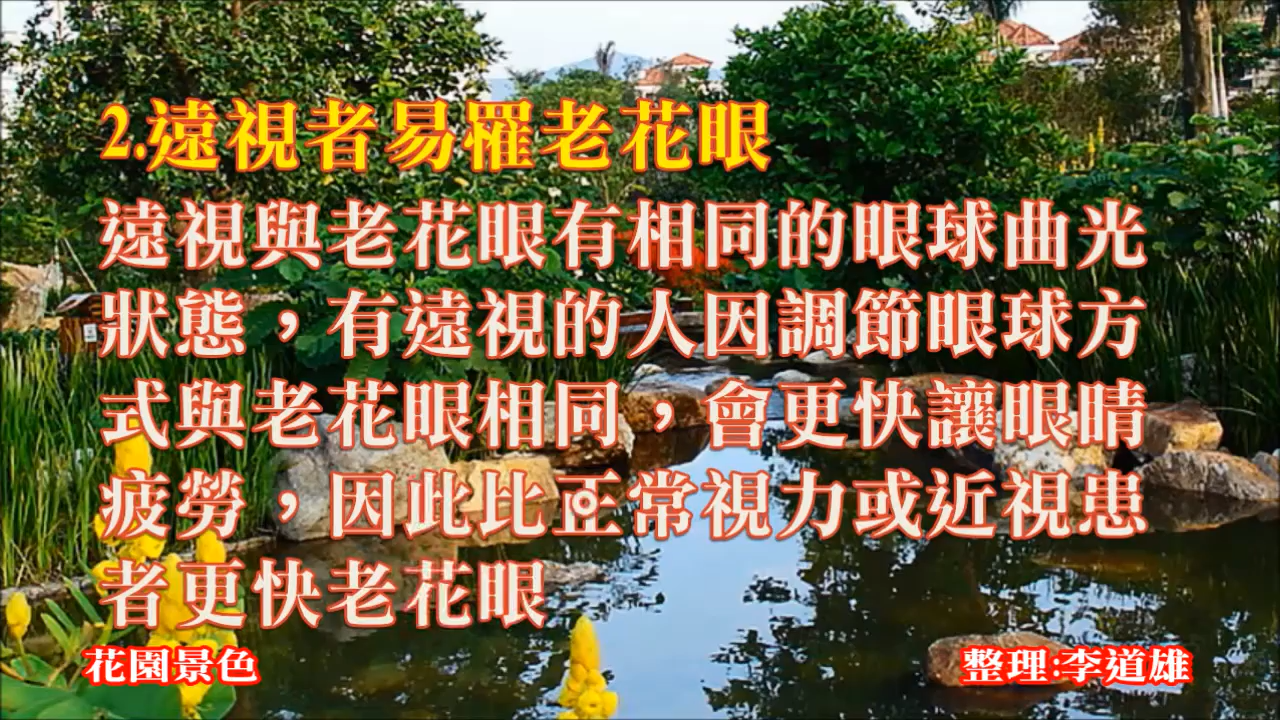 2.遠視者易罹老花眼
遠視與老花眼有相同的眼球曲光
狀態，有遠視的人因調節眼球方
式與老花眼相同，會更快讓眼睛
疲勞，因此比正常視力或近視患
者更快老花眼
花園景色
整理:李道雄